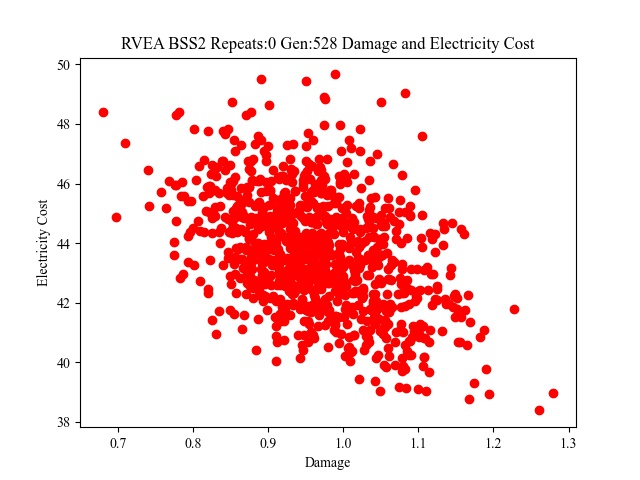 RVEA BSS2 Repeats:0 Gen:528 Damage and Electricity Cost
50
48
46
44
42
40
38
Electricity Cost
0.7 0.8 0.9 1.0 1.1 1.2 1.3
Damage